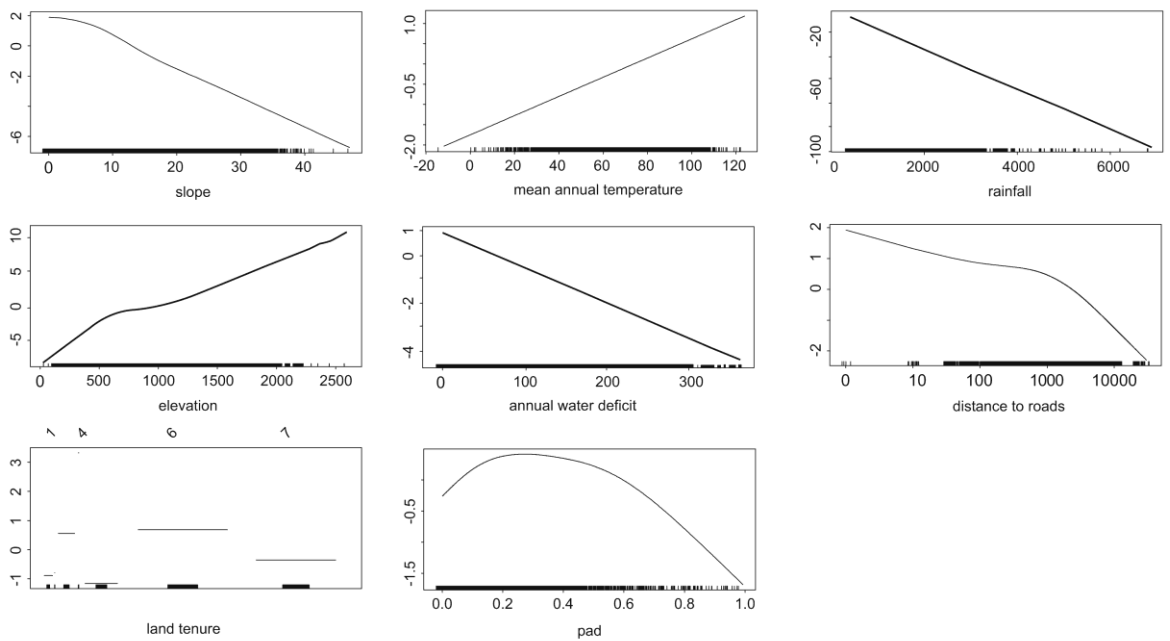 2
0
-2
-6
0 10 20 30 40
slope
1.0
-0.5
-2.0
-20 0 20 40 60 80 100 120
mean annual temperature
-20
-60
-100
0 2000 4000 6000
rainfall
10
5
0
-5
0 500 1000 1500 2000 2500
elevation
1
0
-2
-4
0 100 200 300
annual water deficit
2
1
0
-2
0 10 100 1000 10000
distance to roads
1 4 6 7
3
2
1
0
-1
land tenure
-0.5
-1.5
0.0 0.2 0.4 0.6 0.8 1.0
pad